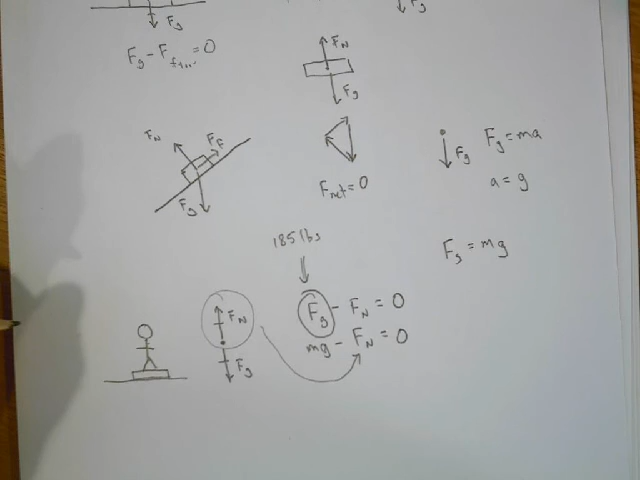 Fg
Fg
Fg - F = 0
FN
Fg
FN
FF
Fg
Fnet = 0
Fg
Fg = ma
a = g
185 lbs
Fg = mg
FN
Fg
Fg - FN = 0
mg - FN = 0